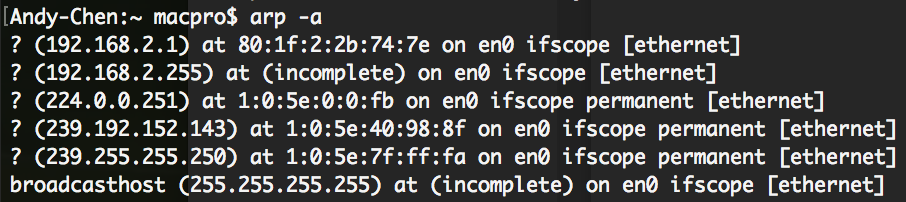 [Andy-Chen:~ macpro$ arp -a
? (192.168.2.1) at 80:1f:2:2b:74:7e on en0 ifscope [ethernet]
? (192.168.2.255) at (incomplete) on en0 ifscope [ethernet]
? (224.0.0.251) at 1:0:5e:0:0:fb on en0 ifscope permanent [ethernet]
? (239.192.152.143) at 1:0:5e:40:98:8f on en0 ifscope permanent [ethernet]
? (239.255.255.250) at 1:0:5e:7f:ff:fa on en0 ifscope permanent [ethernet]
broadcasthost (255.255.255.255) at (incomplete) on en0 ifscope [ethernet]